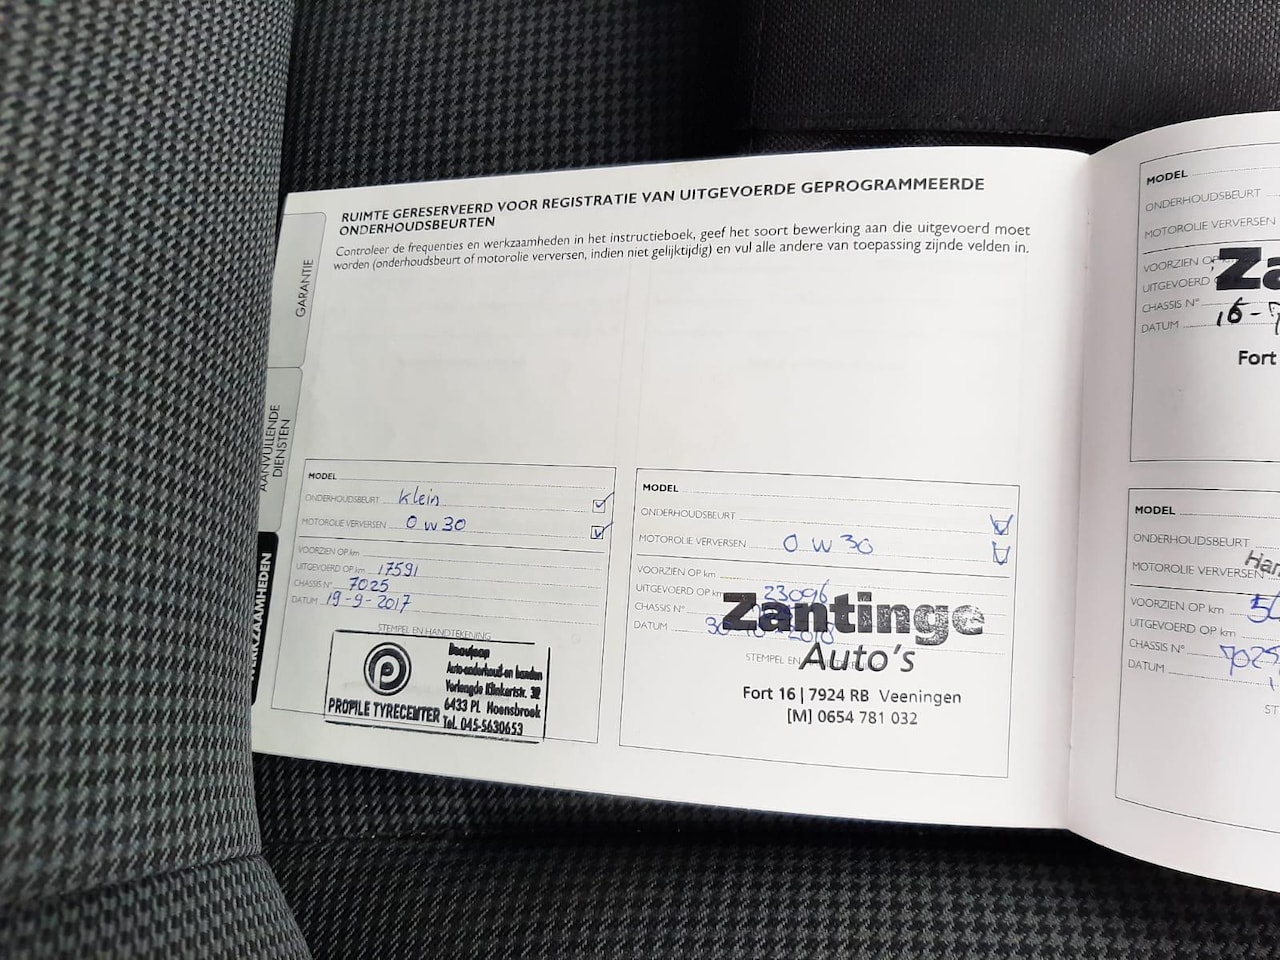 RUIMTE GERESERVEERD VOOR REGISTRATIE VAN UITGEVOERDE GEPROGRAMMEERDE
ONDERHOUDSBEURTEN
Controleer de frequenties en werkzaamheden in het instructieboek, geef het soort bewerking aan die uitgevoerd moet
worden (onderhoudsbeurt of motorolie verversen, indien niet gelijktijdig) en vul alle andere van toepassing zijnde velden in.
GARANTIE
AANVULLENDE
DIENSTEN
WERKZAAMHEDEN
MODEL
ONDERHOUDSBEURT Klein
MOTOROLIE VERVERSEN 0 W 30
VOORZIEN OP km
UITGEVOERD OP km 17591
CHASSIS N° 7025
DATUM 19-9-2017
STEMPEL EN HANDTEKENING
PROFILE TYRECENTER
Auto-onderhoud en banden
Verlengde Klinkertstr. 32
6433 PL Hoensbroek
Tel. 045-5630653
MODEL
ONDERHOUDSBEURT
MOTOROLIE VERVERSEN 0 W 30
VOORZIEN OP km
UITGEVOERD OP km 23096
CHASSIS N°
DATUM
STEMPEL EN
Zantinge
Auto's
Fort 16 | 7924 RB Veeningen
[M] 0654 781 032
MODEL
ONDERHOUDSBEURT
MOTOROLIE VERVERSEN
VOORZIEN OP
UITGEVOERD
CHASSIS N°
DATUM 16-
Za
Fort
MODEL
ONDERHOUDSBEURT
MOTOROLIE VERVERSEN
Han
VOORZIEN OP km
UITGEVOERD OP km
CHASSIS N° 7025
DATUM
ST